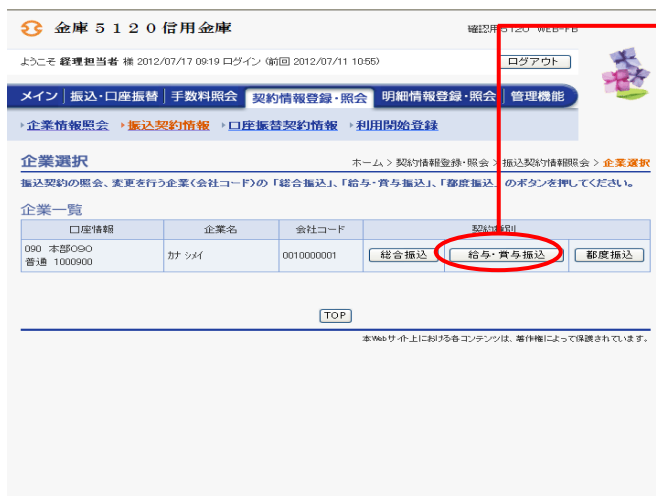 金庫５１２０信用金庫
確認用5120 WEB-FB
ようこそ 経理担当者 様 2012/07/17 09:19 ログイン (前回 2012/07/11 10:55)
ログアウト
メイン 振込・口座振替 手数料照会 契約情報登録・照会 明細情報登録・照会 管理機能
企業情報照会 振込契約情報 口座振替契約情報 利用開始登録
企業選択
ホーム > 契約情報登録・照会 > 振込契約情報照会 > 企業選択
振込契約の照会、変更を行う企業(会社コード)の「総合振込」、「給与・賞与振込」、「都度振込」のボタンを押してください。
企業一覧
口座情報 企業名 会社コード 契約種別
090 本部090
普通 1000900
カナ シメイ 0010000001 総合振込 給与・賞与振込 都度振込
TOP
本Webサイト上における各コンテンツは、著作権によって保護されています。